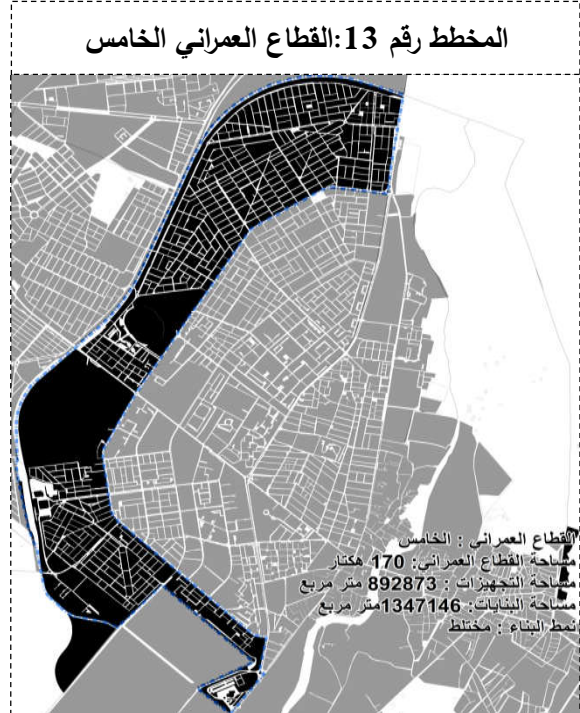 المخطط رقم 13:القطاع العمراني الخامس
القطاع العمراني : الخامس
مساحة القطاع العمراني: 170 هكتار
مساحة التجهيزات : 892873 متر مربع
مساحة البنايات: 1347146متر مربع
نمط البناء : مختلط